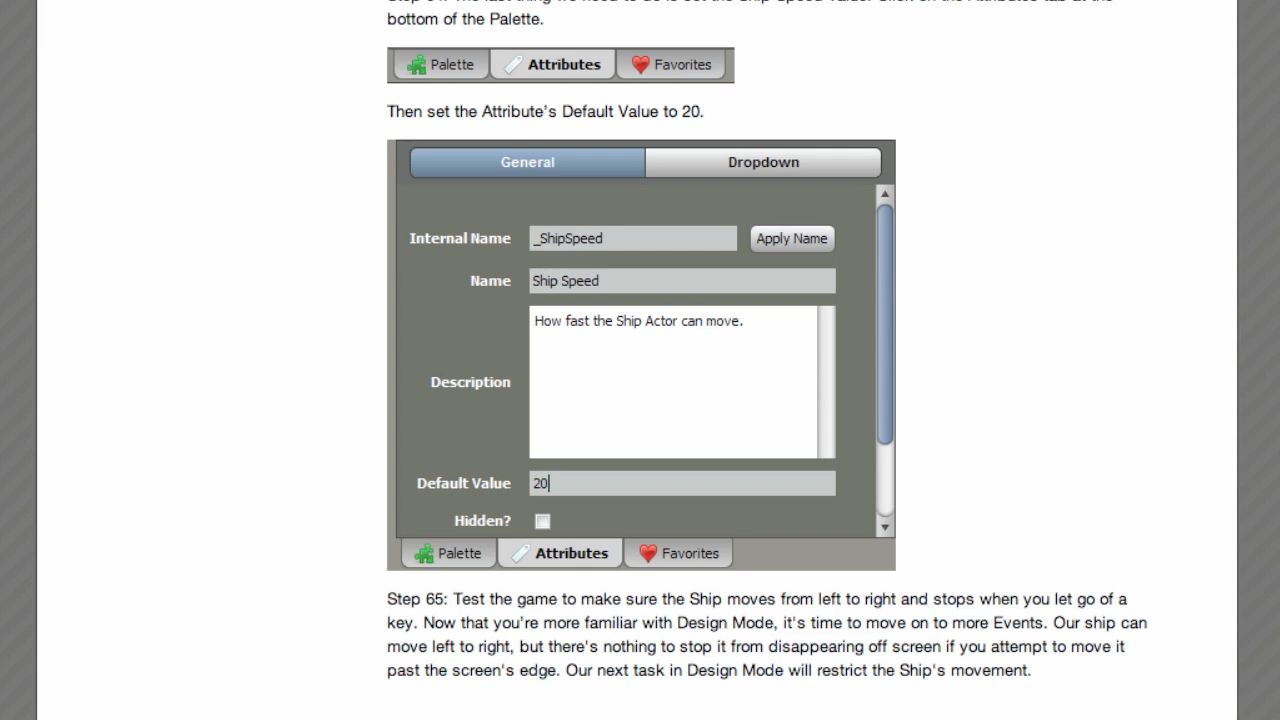 bottom of the Palette.
Palette Attributes Favorites
Then set the Attribute's Default Value to 20.
General Dropdown
Internal Name _ShipSpeed Apply Name
Name Ship Speed
How fast the Ship Actor can move.
Description
Default Value 20
Hidden?
Palette Attributes Favorites
Step 65: Test the game to make sure the Ship moves from left to right and stops when you let go of a
key. Now that you're more familiar with Design Mode, it's time to move on to more Events. Our ship can
move left to right, but there's nothing to stop it from disappearing off screen if you attempt to move it
past the screen's edge. Our next task in Design Mode will restrict the Ship's movement.